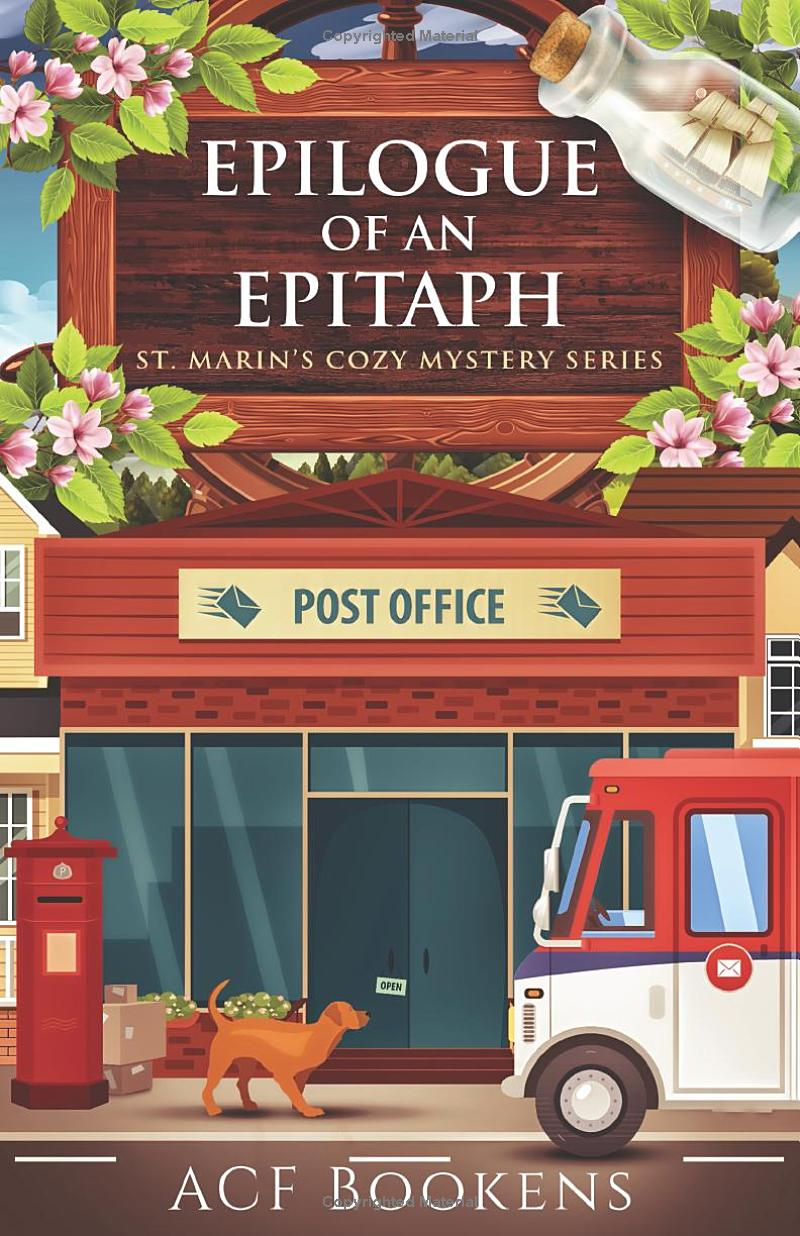 Copyrighted Material
EPILOGUE
OF AN
EPITAPH
ST. MARIN'S COZY MYSTERY SERIES
POST OFFICE
P
OPEN
ACF BOOKENS
Copyrighted Material